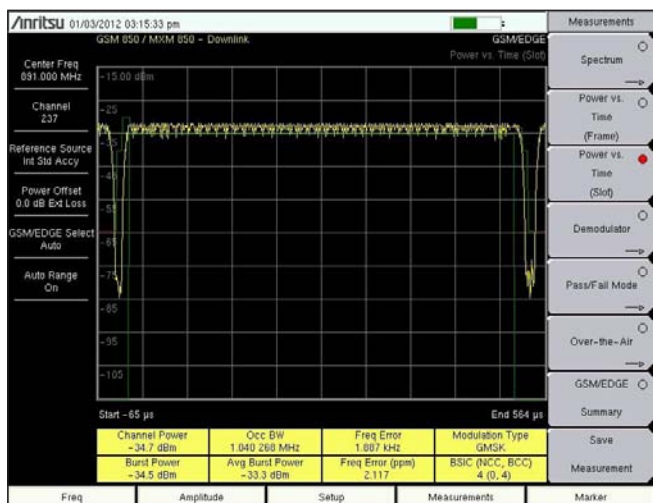 Anritsu 01/03/2012 03:15:33 pm
Measurements
GSM 850 / MXM 850 - Downlink
GSM/EDGE
Power vs. Time (Slot)
Center Freq
891.000 MHz
Channel
237
Reference Source
Int Std Accy
Power Offset
0.0 dB Ext Loss
GSM/EDGE Select
Auto
Auto Range
On
-15.00 dBm
-25
-35
-45
-55
-65
-75
-85
-95
-105
Start -65 µs
End 564 µs
Channel Power
-34.7 dBm
Occ BW
1.040 260 MHz
Freq Error
1.887 kHz
Modulation Type
GMSK
Burst Power
-34.5 dBm
Avg Burst Power
-33.3 dBm
Freq Error (ppm)
2.117
BSIC (NCC, BCC)
4 (0, 4)
Spectrum
Power vs.
Time
(Frame)
Power vs.
Time
(Slot)
Demodulator
Pass/Fail Mode
Over-the-Air
GSM/EDGE
Summary
Save
Measurement
Freq
Amplitude
Setup
Measurements
Marker